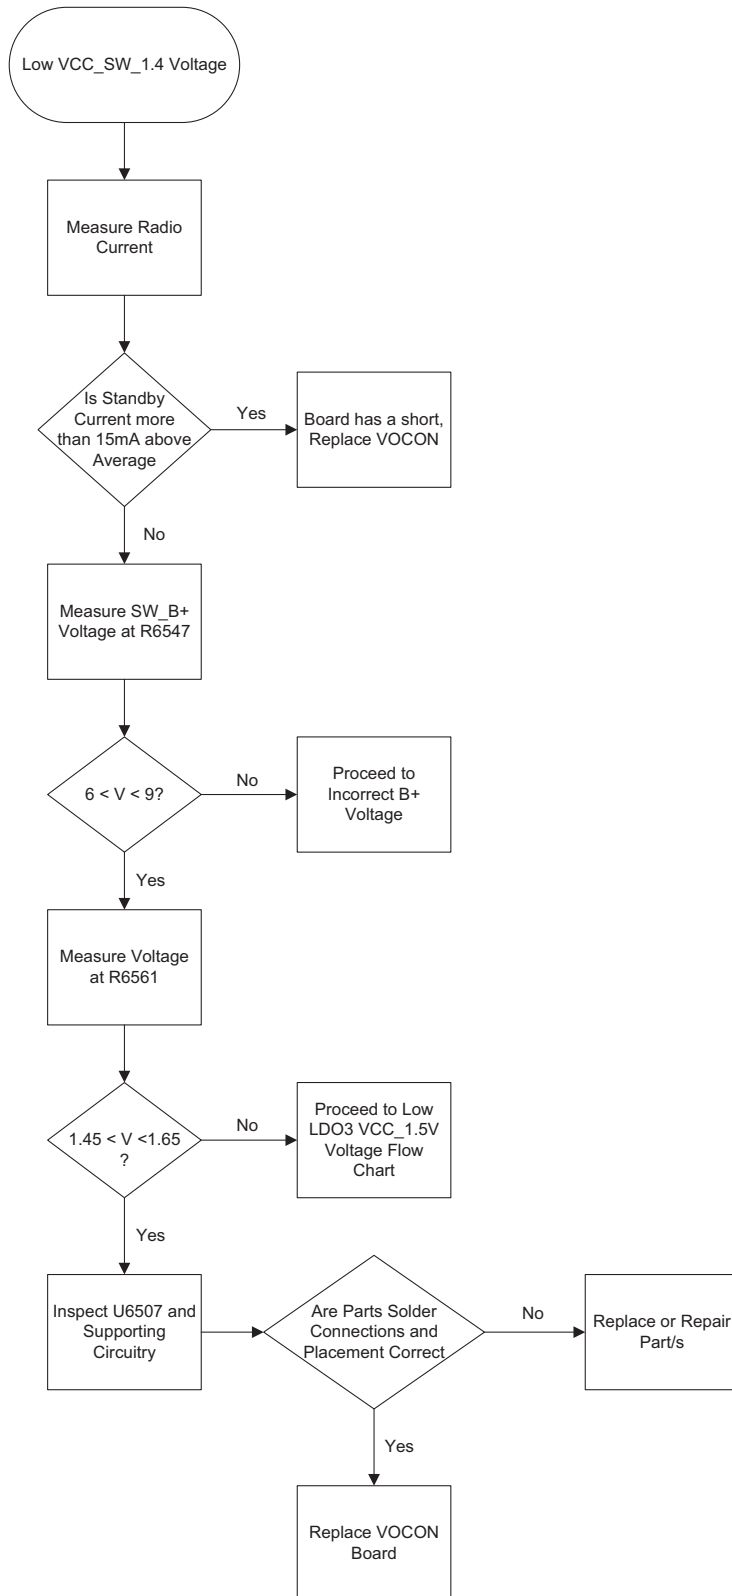 Low VCC_SW_1.4 Voltage
Measure Radio
Current
Is Standby
Current more
than 15mA above
Average
Yes
Board has a short,
Replace VOCON
No
Measure SW_B+
Voltage at R6547
6 < V < 9?
No
Proceed to
Incorrect B+
Voltage
Yes
Measure Voltage
at R6561
1.45 < V <1.65
?
No
Proceed to Low
LDO3 VCC_1.5V
Voltage Flow
Chart
Yes
Inspect U6507 and
Supporting
Circuitry
Are Parts Solder
Connections and
Placement Correct
No
Replace or Repair
Part/s
Yes
Replace VOCON
Board